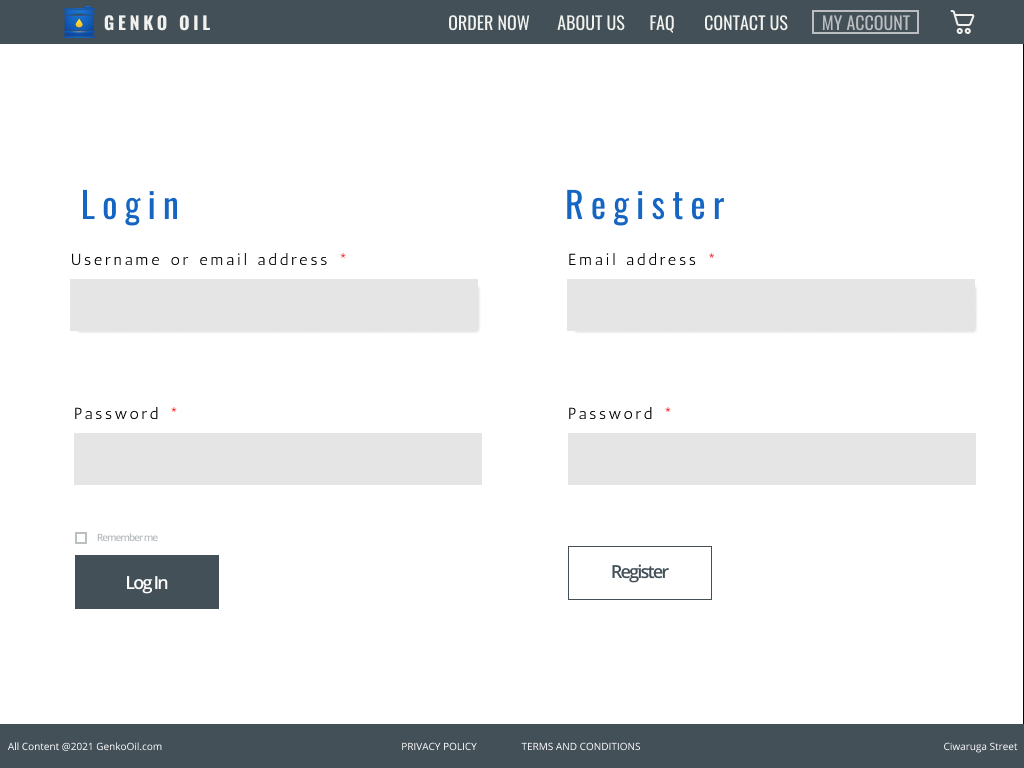 GENKO OIL
ORDER NOW ABOUT US FAQ CONTACT US MY ACCOUNT
Login
Username or email address *
Password *
Remember me
Log In
Register
Email address *
Password *
Register
All Content @2021 GenkoOil.com PRIVACY POLICY TERMS AND CONDITIONS Ciwaruga Street